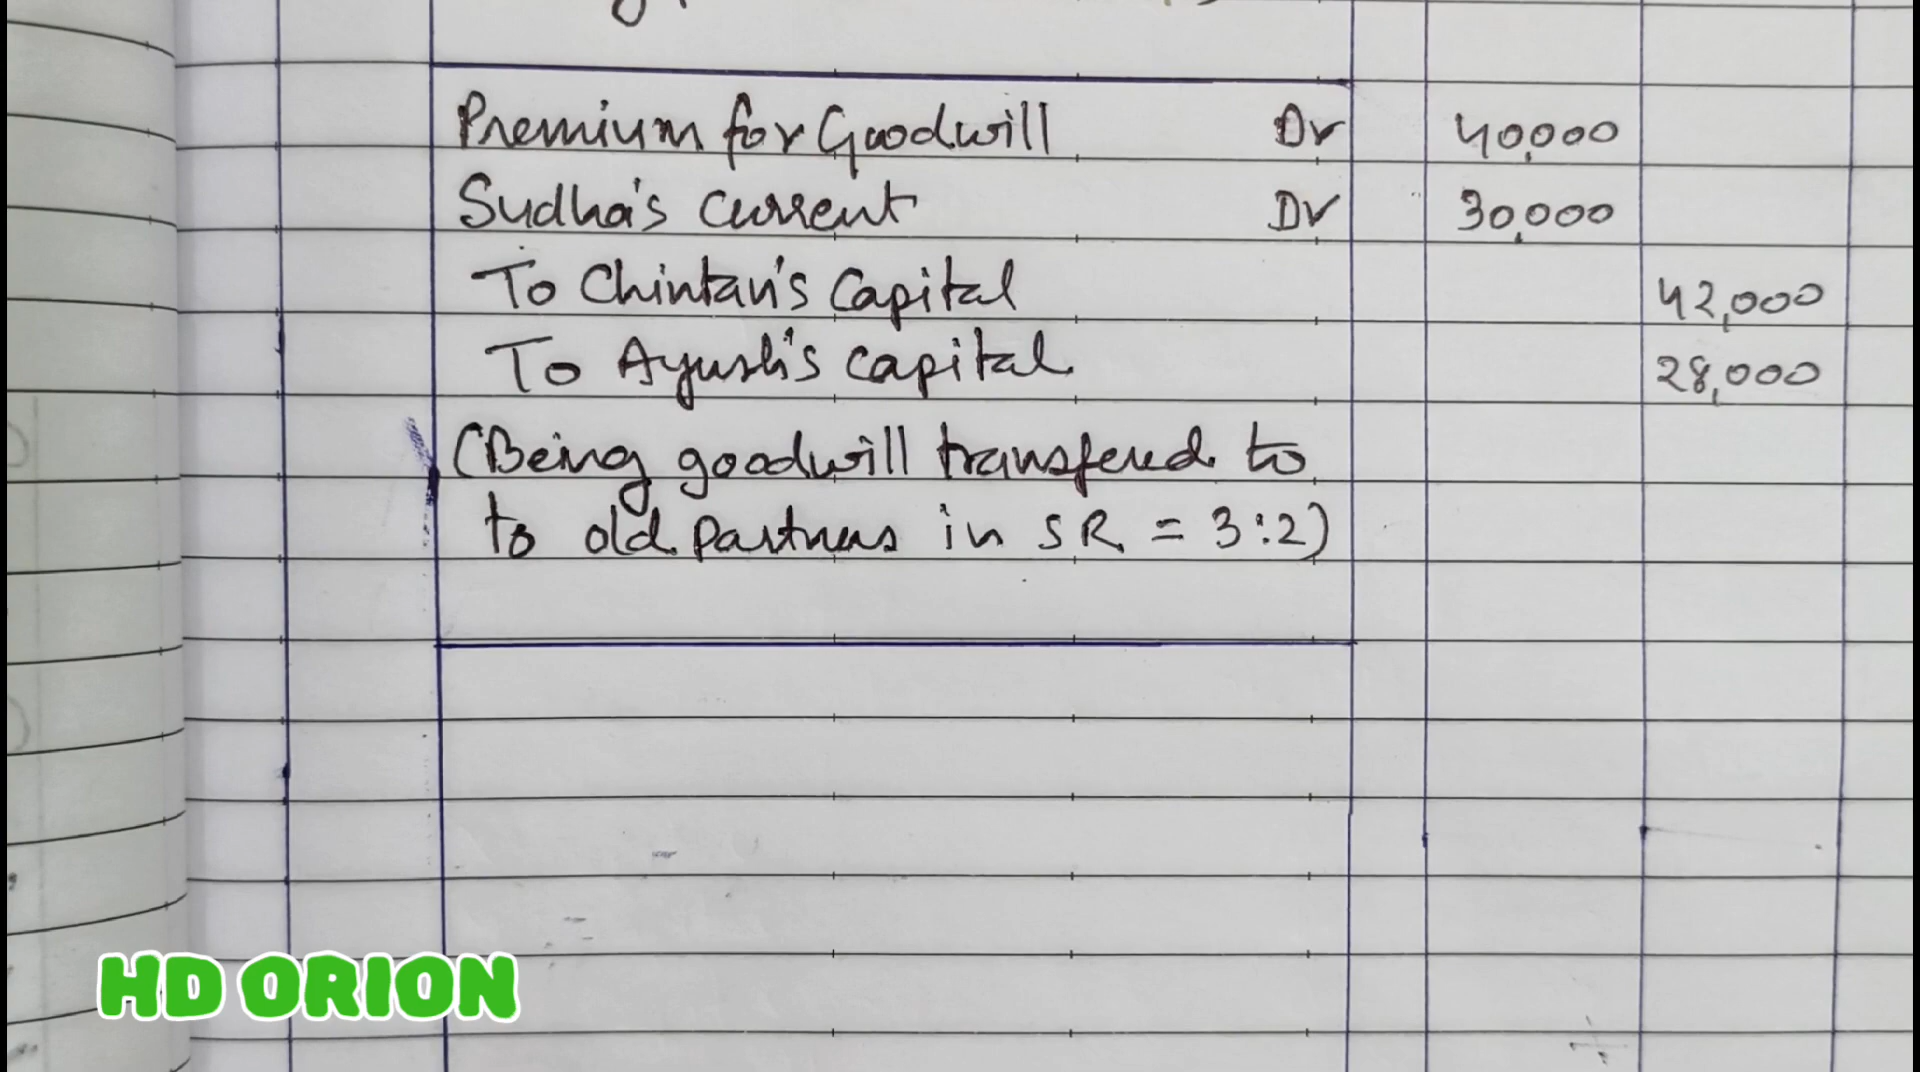 Premium for Goodwill Dr 40,000
Sudha's current Dr 30,000
To Chintan's Capital 42,000
To Ayush's capital 28,000
(Being goodwill transfered to
to old partners in SR = 3:2)
HD ORION